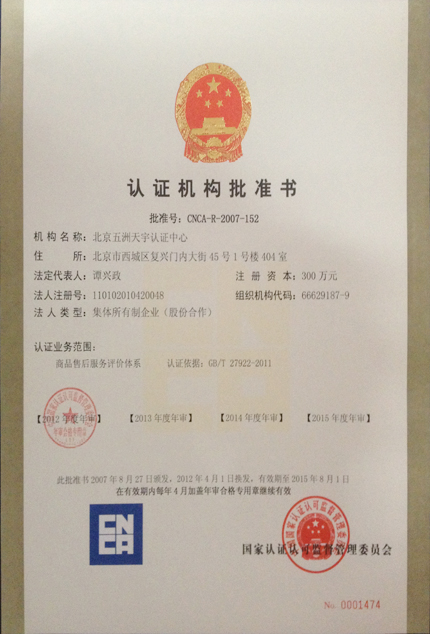 认证机构批准书
批准号：CNCA-R-2007-152
机构名称：北京五洲天宇认证中心
住 所：北京市西城区复兴门内大街45号1号楼404室
法定代表人：谭兴政 注册资本：300万元
法人注册号：110102010420048 组织机构代码：66629187-9
法人类型：集体所有制企业（股份合作）
认证业务范围：
商品售后服务评价体系 认证依据：GB/T 27922-2011
【2012年度年审】 【2013年度年审】 【2014年度年审】 【2015年度年审】
此批准书2007年8月27日颁发，2012年4月1日换发，有效期至2015年8月1日
在有效期内每年4月加盖年审合格专用章继续有效
CNCA
国家认证认可监督管理委员会
No. 0001474